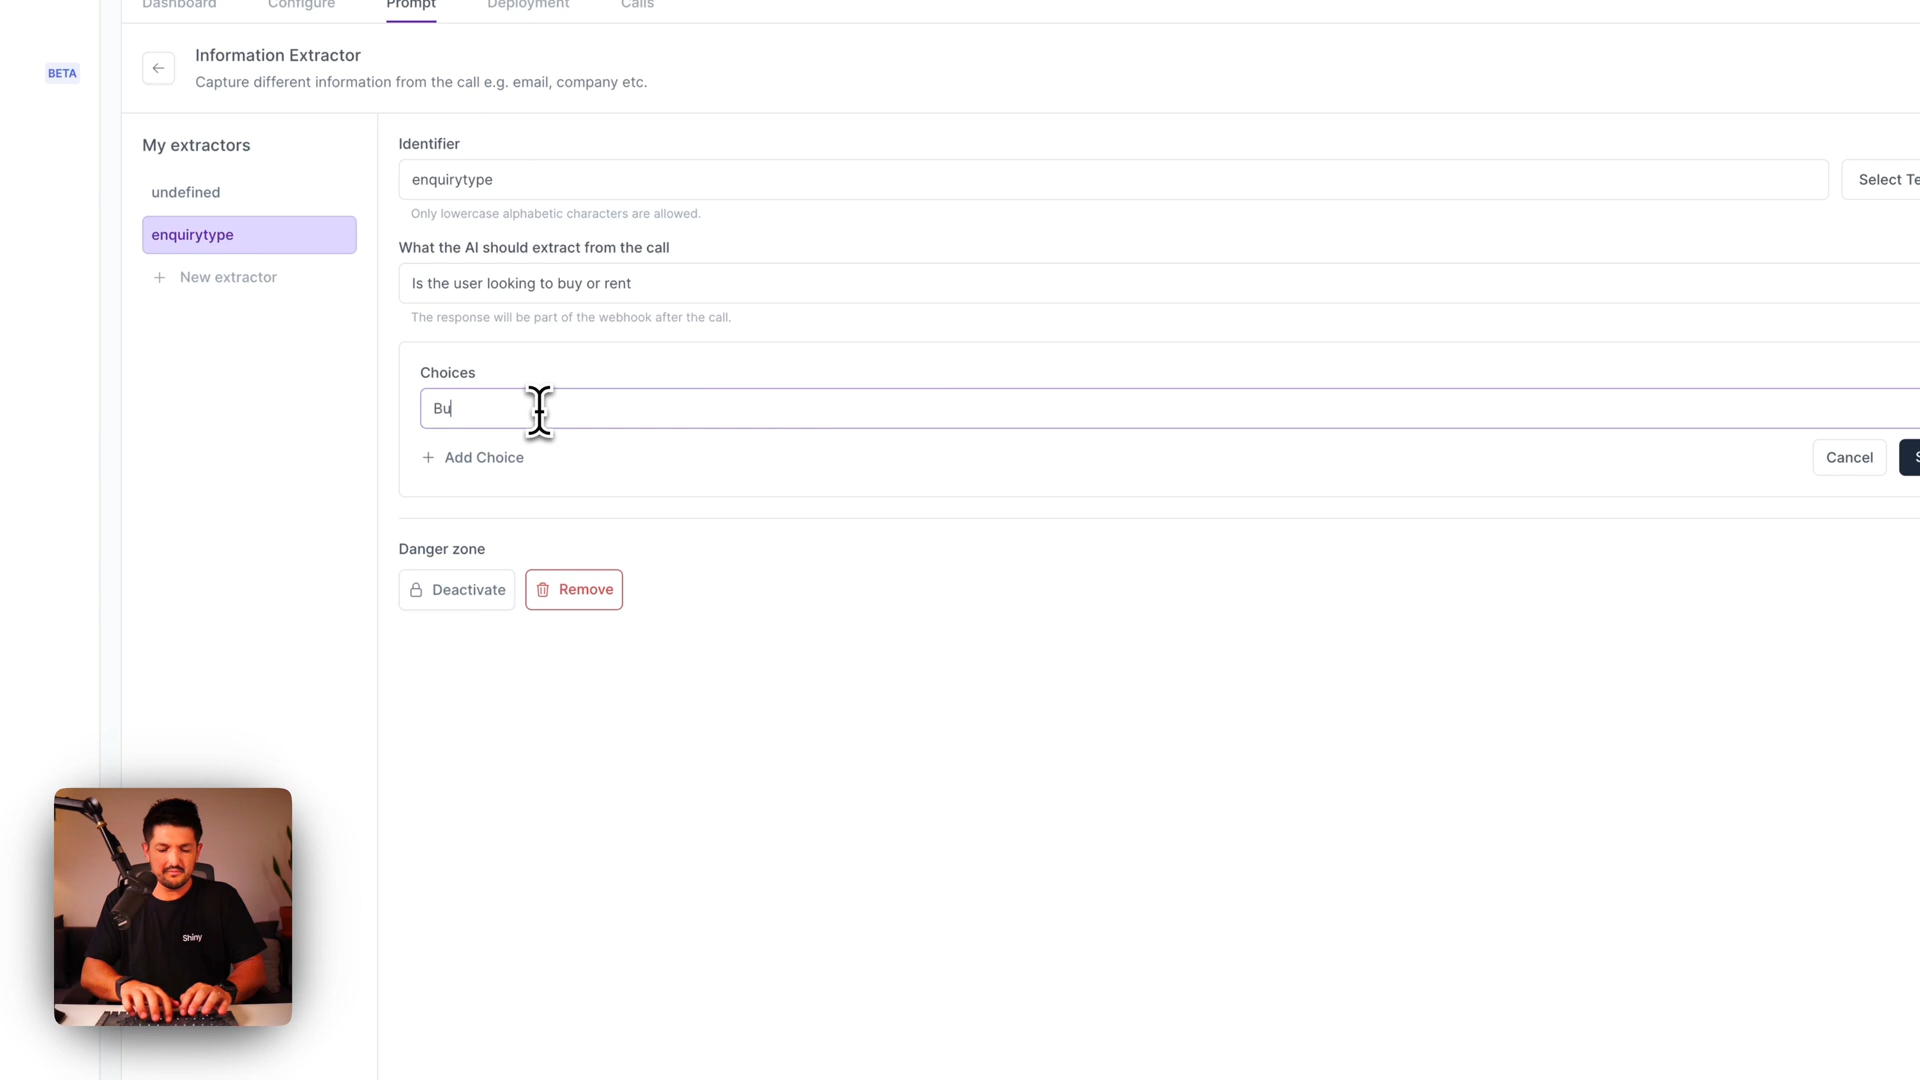 Dashboard
Configure
Prompt
Deployment
Calls
BETA
Information Extractor
Capture different information from the call e.g. email, company etc.
My extractors
undefined
enquirytype
+ New extractor
Identifier
enquirytype
Select Te
Only lowercase alphabetic characters are allowed.
What the AI should extract from the call
Is the user looking to buy or rent
The response will be part of the webhook after the call.
Choices
Bu
+ Add Choice
Cancel
S
Danger zone
Deactivate
Remove
Shiny